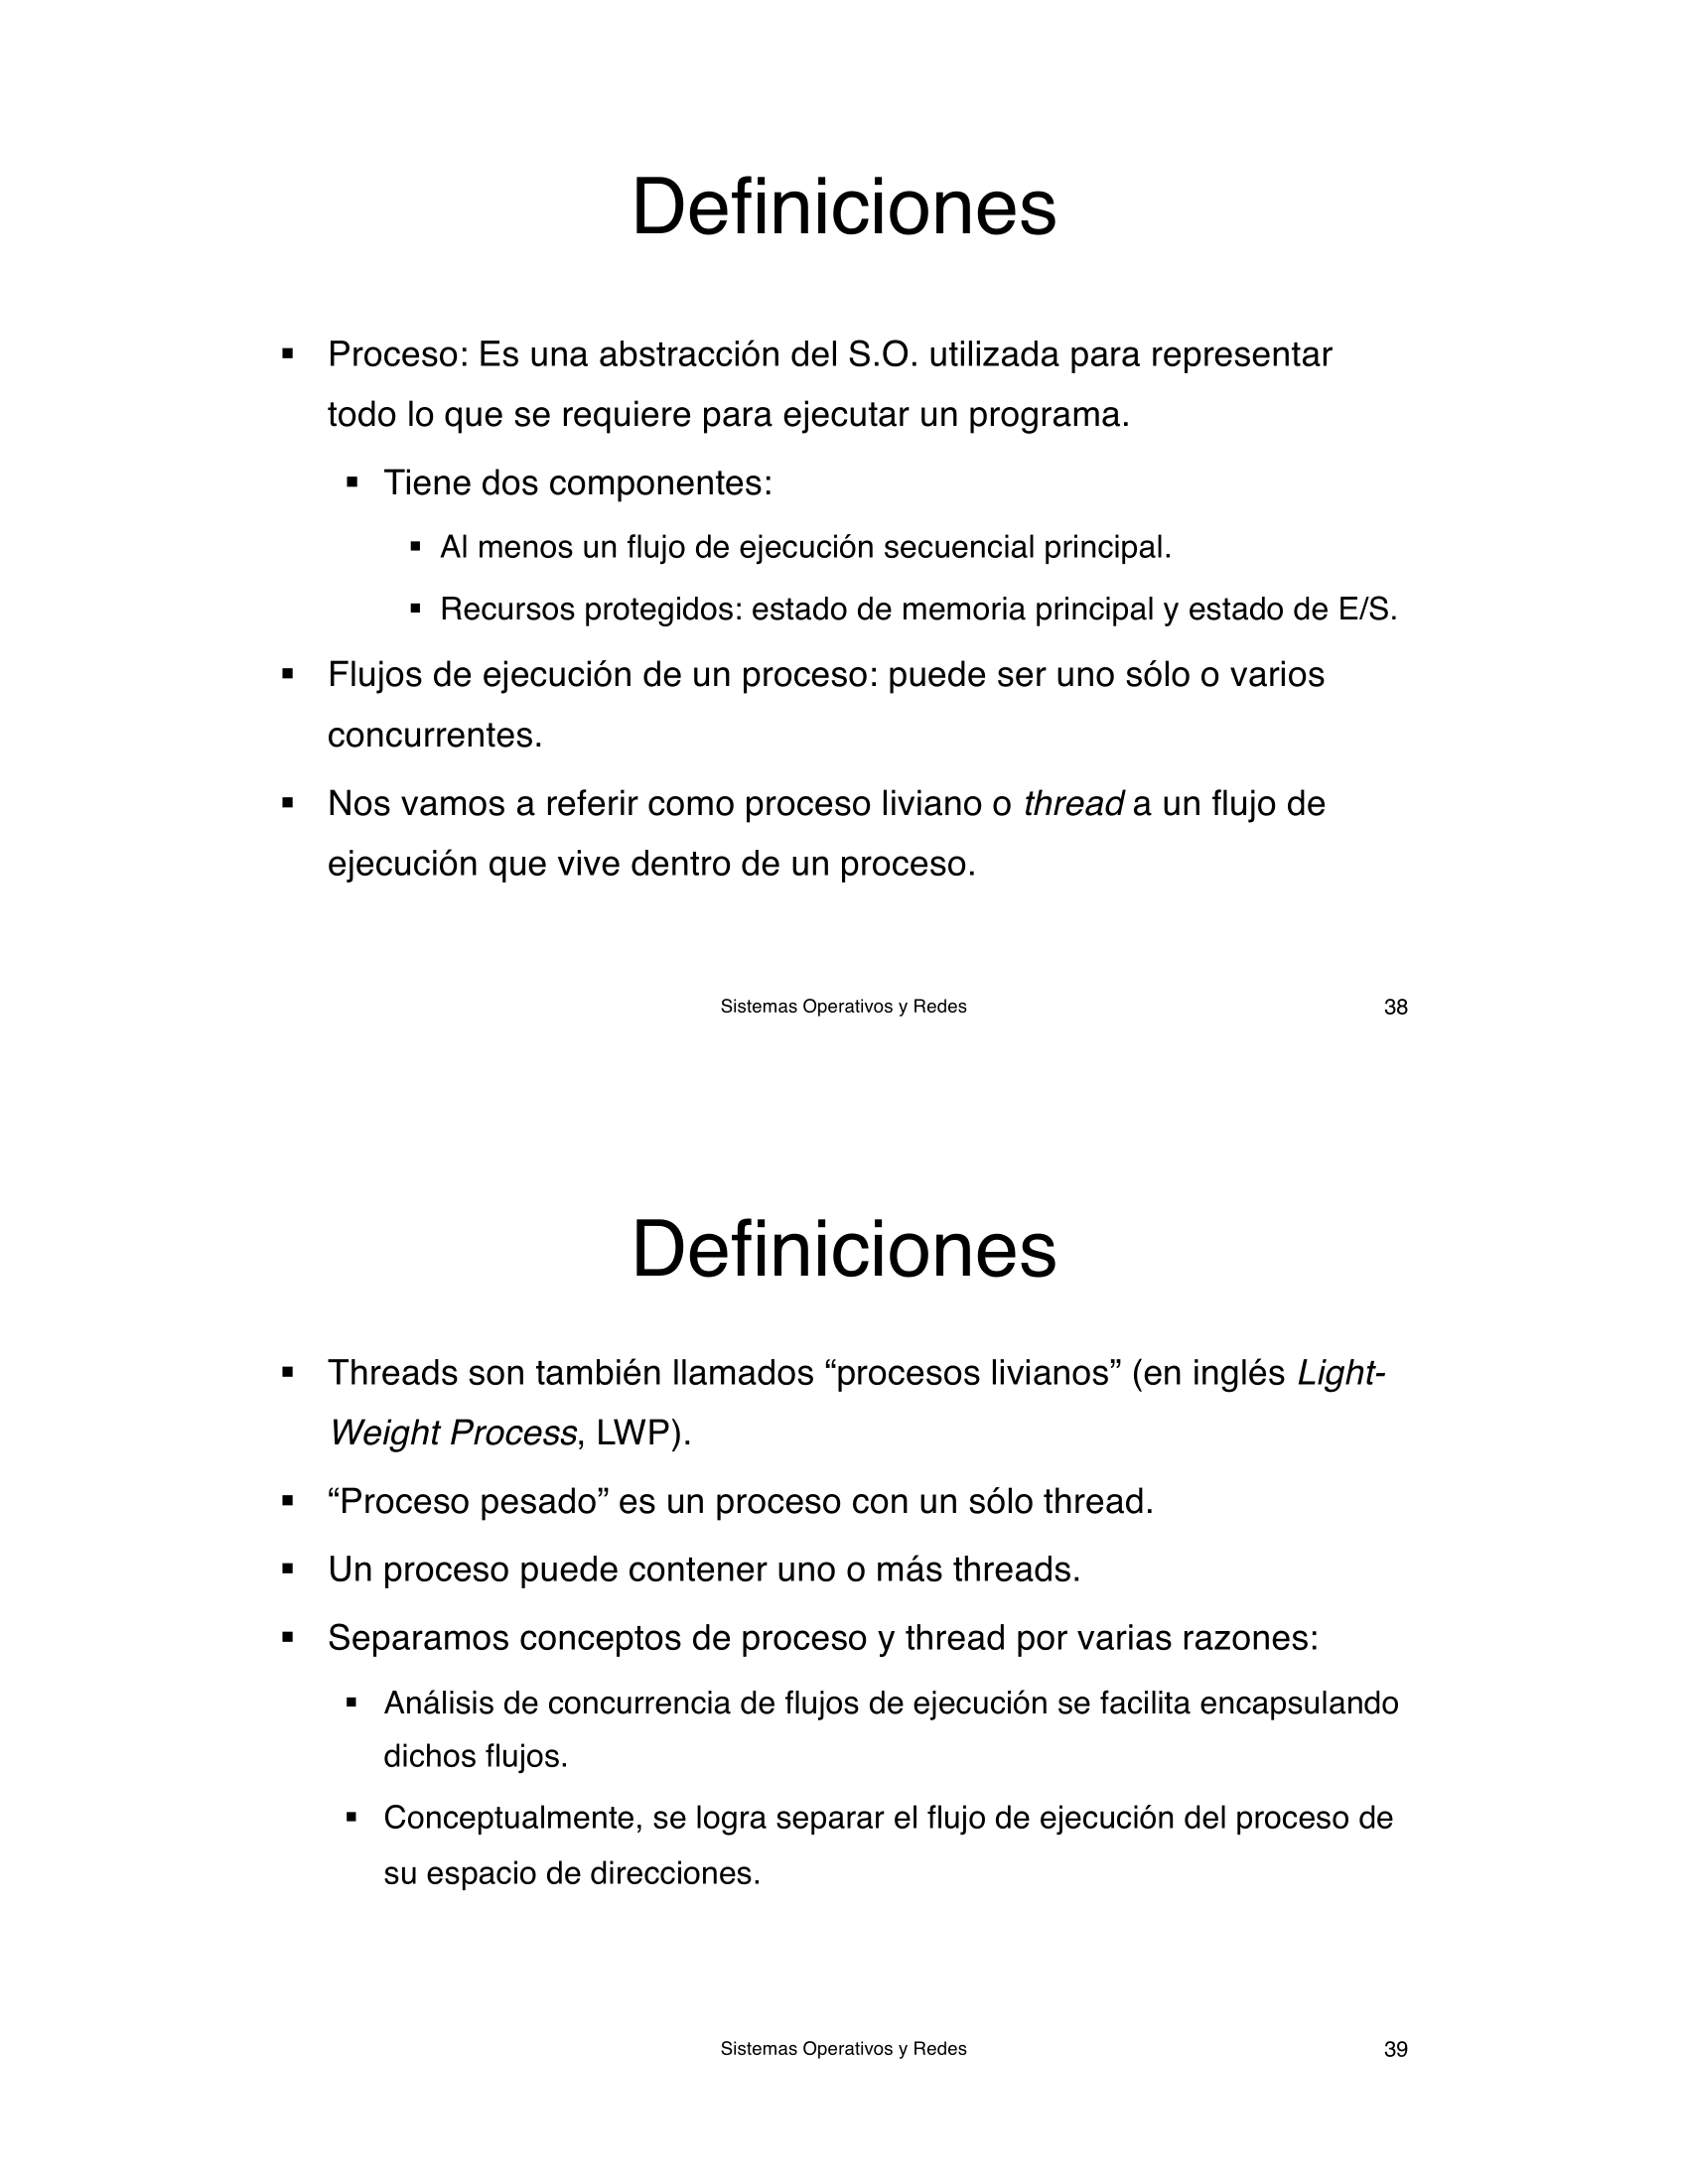 Definiciones
▪ Proceso: Es una abstracción del S.O. utilizada para representar
todo lo que se requiere para ejecutar un programa.
▪ Tiene dos componentes:
▪ Al menos un flujo de ejecución secuencial principal.
▪ Recursos protegidos: estado de memoria principal y estado de E/S.
▪ Flujos de ejecución de un proceso: puede ser uno sólo o varios
concurrentes.
▪ Nos vamos a referir como proceso liviano o thread a un flujo de
ejecución que vive dentro de un proceso.
Sistemas Operativos y Redes 38
Definiciones
▪ Threads son también llamados “procesos livianos” (en inglés Light-
Weight Process, LWP).
▪ “Proceso pesado” es un proceso con un sólo thread.
▪ Un proceso puede contener uno o más threads.
▪ Separamos conceptos de proceso y thread por varias razones:
▪ Análisis de concurrencia de flujos de ejecución se facilita encapsulando
dichos flujos.
▪ Conceptualmente, se logra separar el flujo de ejecución del proceso de
su espacio de direcciones.
Sistemas Operativos y Redes 39